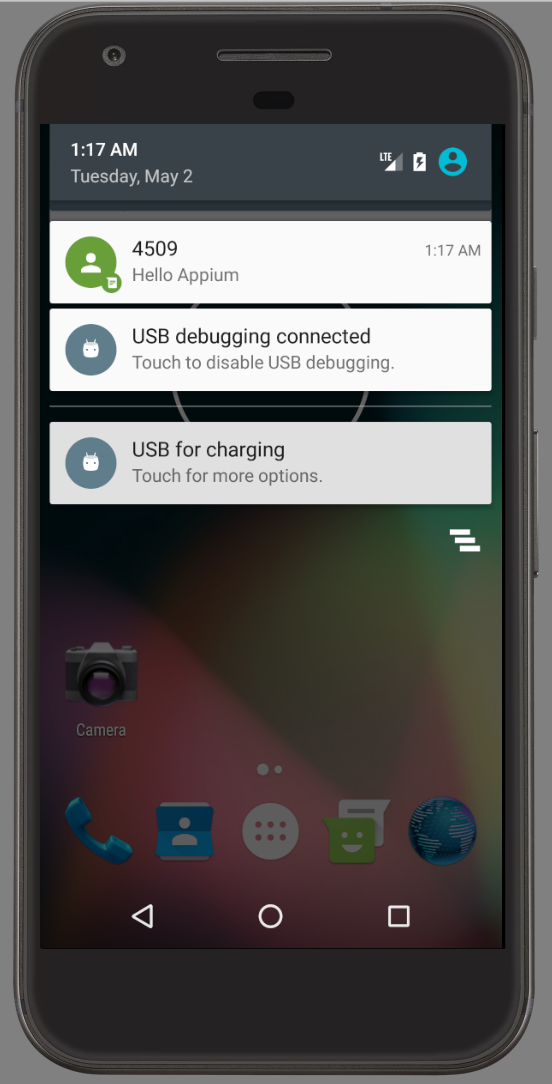 1:17 AM
Tuesday, May 2
LTE
4509
1:17 AM
Hello Appium
USB debugging connected
Touch to disable USB debugging.
USB for charging
Touch for more options.
Camera